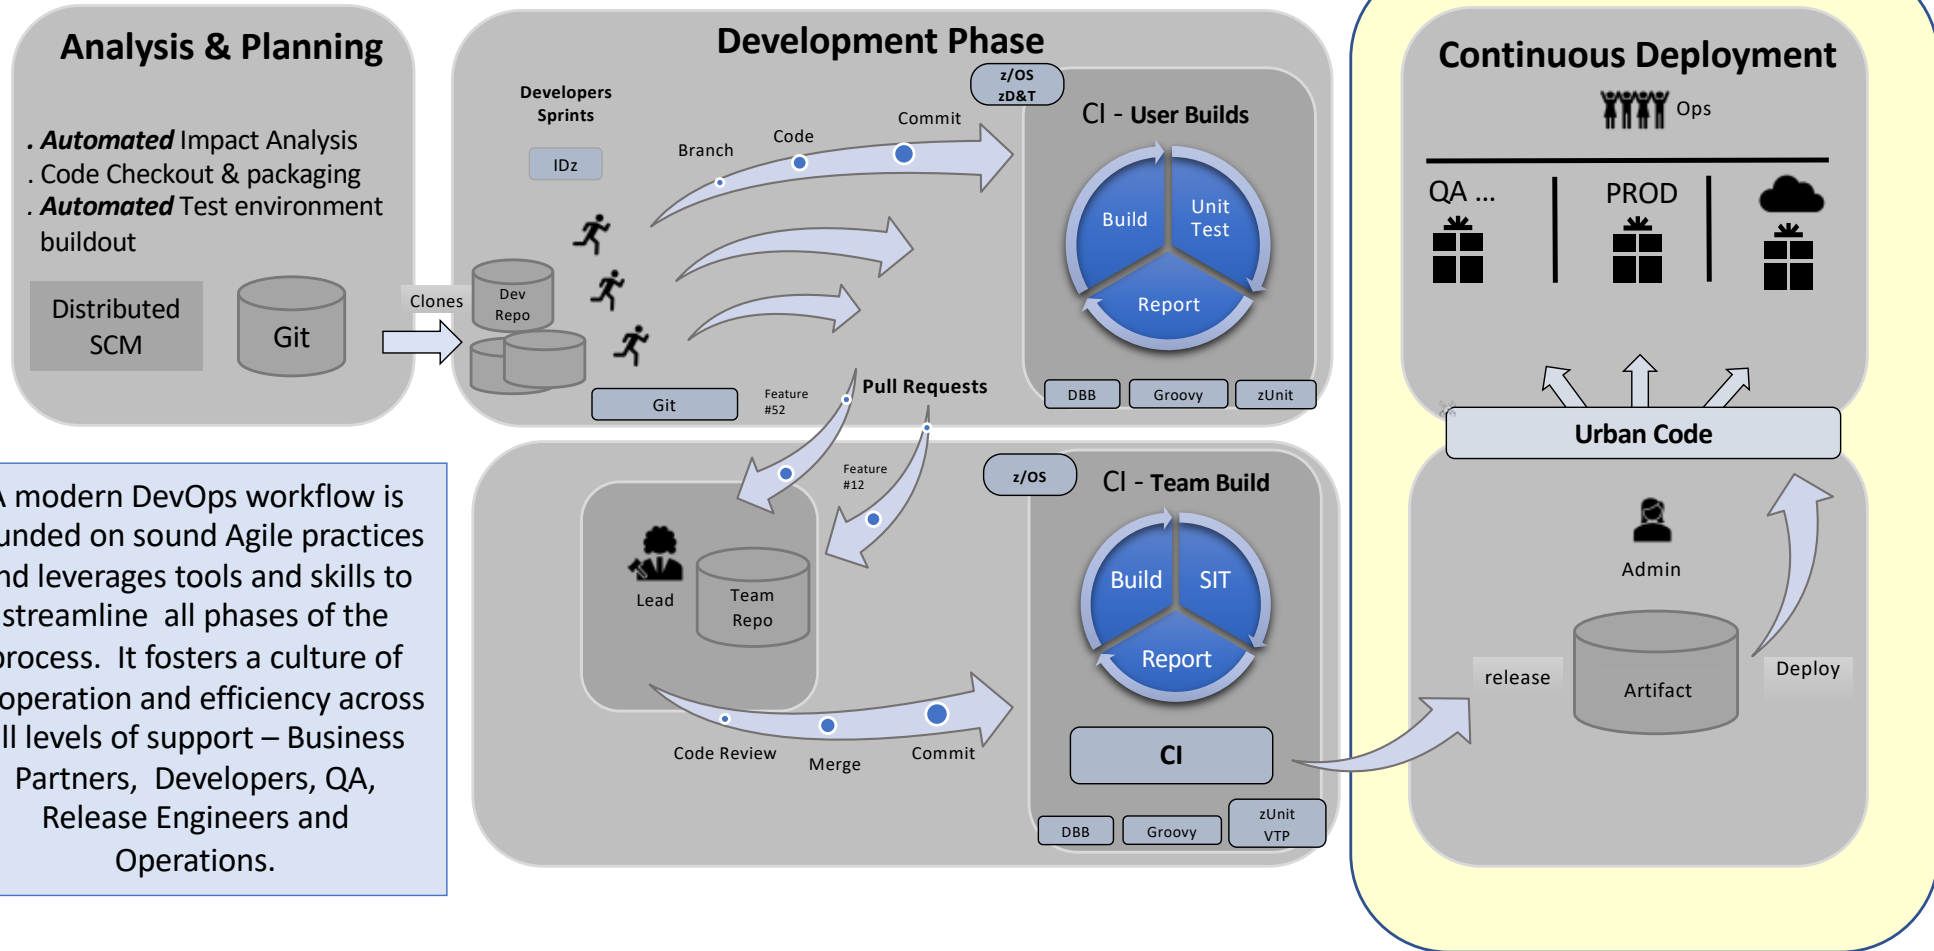 Analysis & Planning
. Automated Impact Analysis
. Code Checkout & packaging
. Automated Test environment
buildout
Distributed
SCM
Git
Clones
Development Phase
Developers
Sprints
IDz
Dev
Repo
Git
Branch
Code
Commit
z/OS
zD&T
CI - User Builds
Build
Unit
Test
Report
DBB
Groovy
zUnit
Feature
#52
Pull Requests
Feature
#12
Lead
Team
Repo
Code Review
Merge
Commit
z/OS
CI - Team Build
Build
SIT
Report
CI
DBB
Groovy
zUnit
VTP
Continuous Deployment
Ops
QA ...
PROD
Urban Code
Admin
release
Artifact
Deploy
modern DevOps workflow is
unded on sound Agile practices
nd leverages tools and skills to
streamline all phases of the
process. It fosters a culture of
operation and efficiency across
ll levels of support – Business
Partners, Developers, QA,
Release Engineers and
Operations.